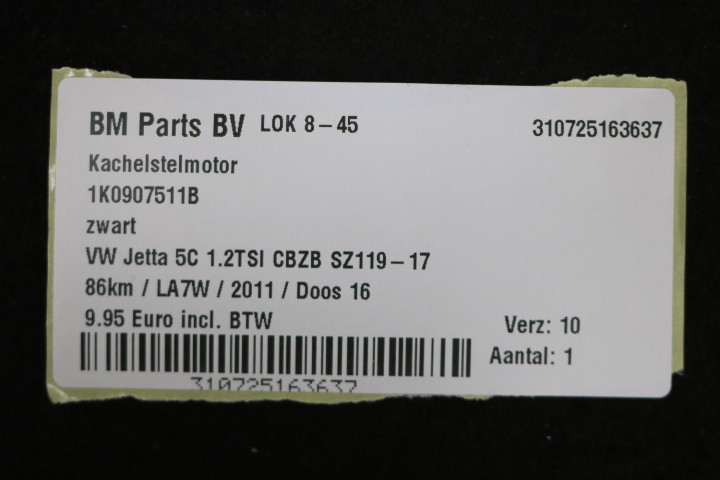 BM Parts BV LOK 8-45 310725163637
Kachelstelmotor
1K0907511B
zwart
VW Jetta 5C 1.2TSI CBZB SZ119-17
86km / LA7W / 2011 / Doos 16
9.95 Euro incl. BTW Verz: 10
Aantal: 1
310725163637